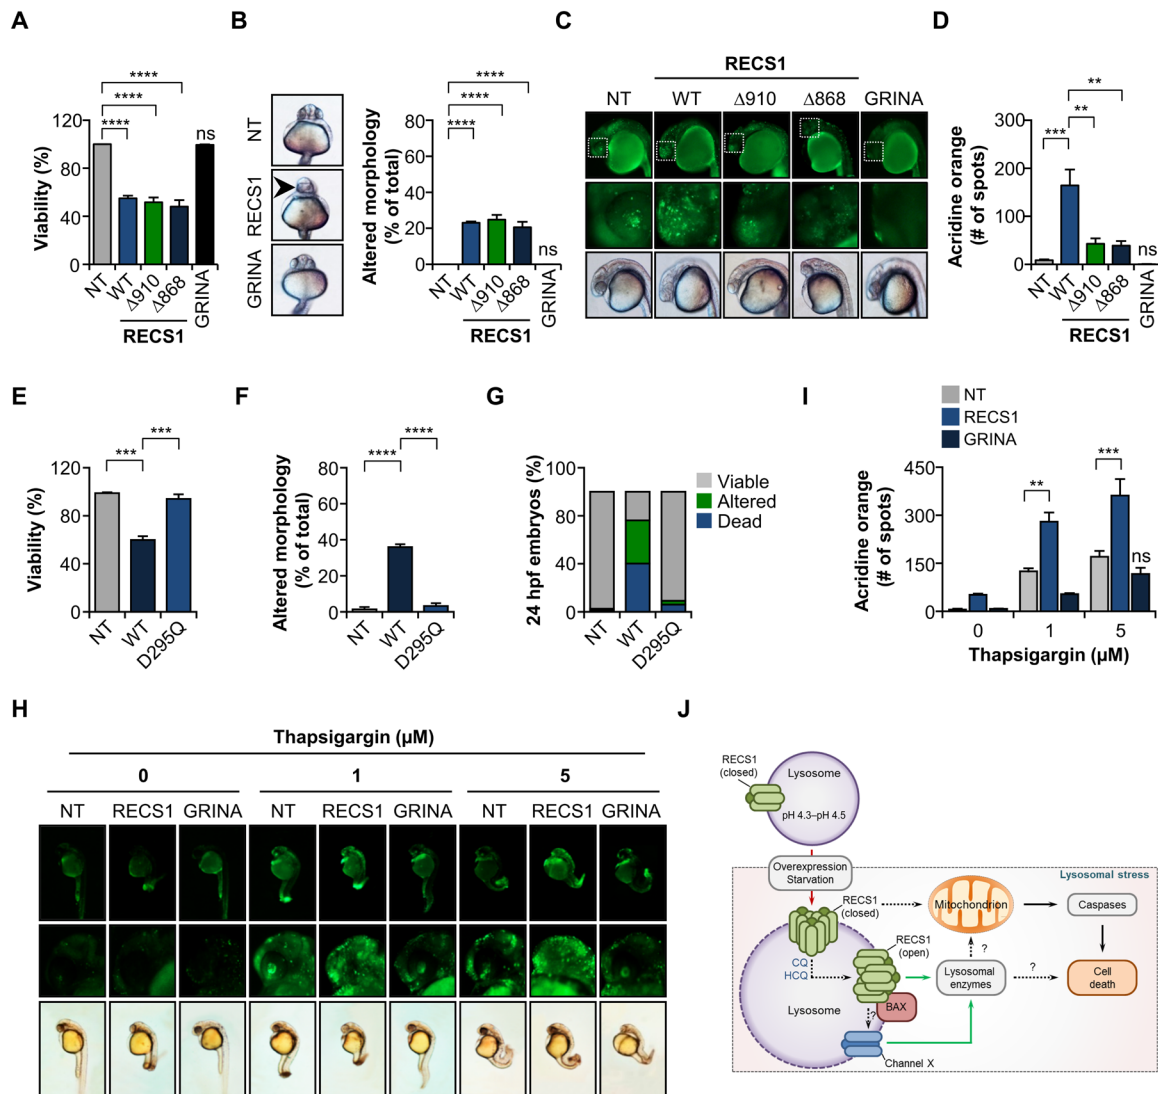 A
Viability (%)
120
80
40
0
****
****
****
ns
NT
WT
Δ910
Δ868
GRINA
RECS1
B
NT
RECS1
GRINA
Altered morphology
(% of total)
120
80
40
20
0
****
****
****
ns
NT
WT
Δ910
Δ868
GRINA
RECS1
C
RECS1
NT WT Δ910 Δ868 GRINA
D
Acridine orange
(# of spots)
300
200
100
0
**
**
***
ns
NT
WT
Δ910
Δ868
GRINA
RECS1
E
Viability (%)
120
80
40
0
*** ***
NT
WT
D295Q
F
Altered morphology
(% of total)
120
80
40
0
**** ****
NT
WT
D295Q
G
24 hpf embryos (%)
120
80
40
0
NT
WT
D295Q
Viable
Altered
Dead
I
NT
RECS1
GRINA
Acridine orange
(# of spots)
450
300
150
0
**
***
ns
0 1 5
Thapsigargin (μM)
H
Thapsigargin (μM)
0 1 5
NT RECS1 GRINA NT RECS1 GRINA NT RECS1 GRINA
J
RECS1
(closed)
Lysosome
pH 4.3–pH 4.5
Overexpression
Starvation
Lysosomal stress
RECS1
(closed)
Mitochondrion
Caspases
RECS1
(open)
CQ
HCQ
?
Lysosomal
enzymes
?
Cell
death
Lysosome
BAX
?
Channel X